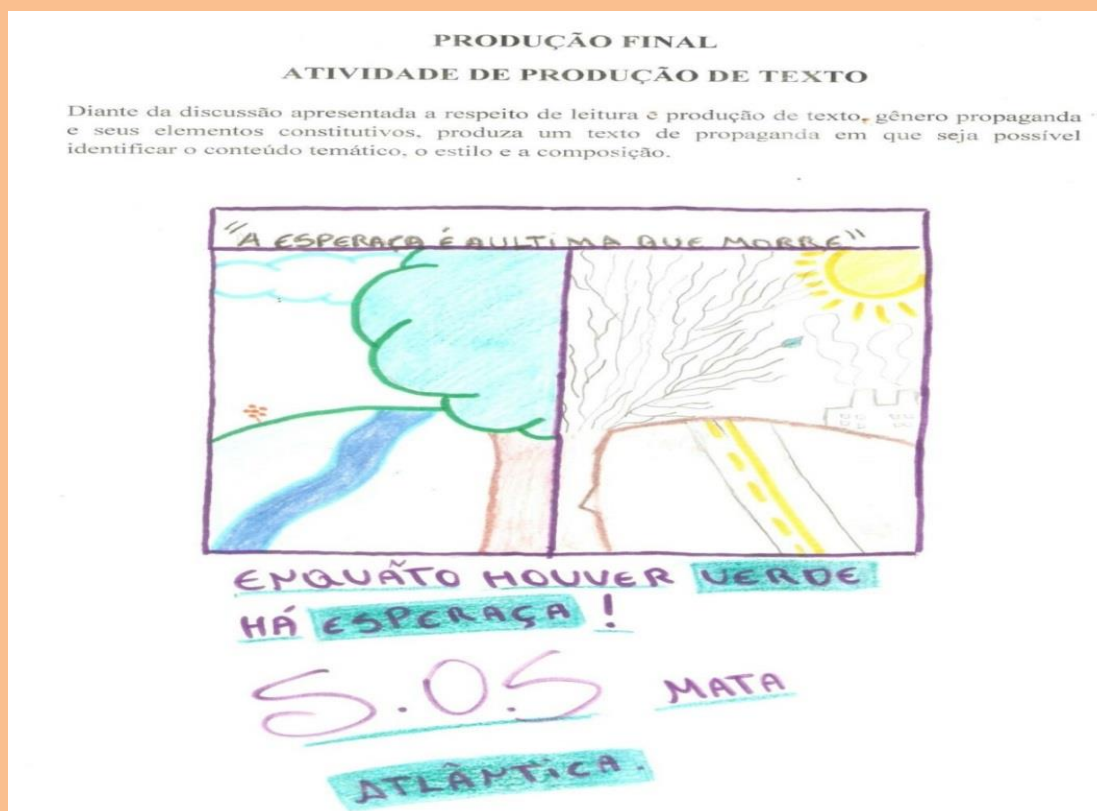 PRODUÇÃO FINAL
ATIVIDADE DE PRODUÇÃO DE TEXTO
Diante da discussão apresentada a respeito de leitura e produção de texto, gênero propaganda
e seus elementos constitutivos, produza um texto de propaganda em que seja possível
identificar o conteúdo temático, o estilo e a composição.
"A ESPERAÇA É AULTIMA QUE MORRE"
ENQUÃTO HOUVER VERDE
HÁ ESPERAÇA !
S.O.S MATA
ATLÂNTICA.